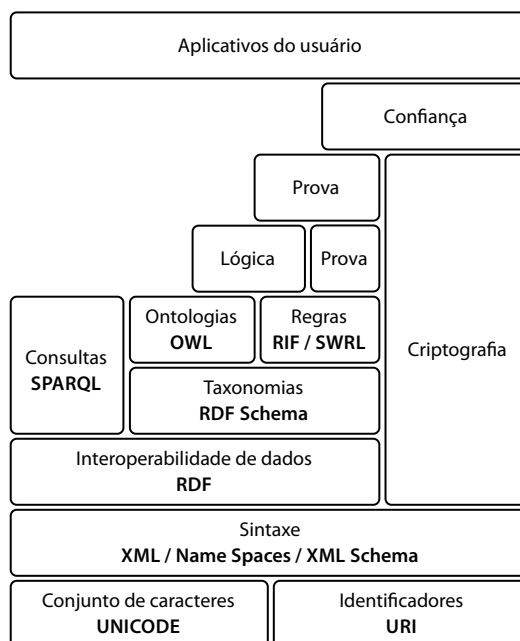 Aplicativos do usuário
Confiança
Prova
Lógica
Prova
Consultas
SPARQL
Ontologias
OWL
Regras
RIF / SWRL
Criptografia
Taxonomias
RDF Schema
Interoperabilidade de dados
RDF
Sintaxe
XML / Name Spaces / XML Schema
Conjunto de caracteres
UNICODE
Identificadores
URI